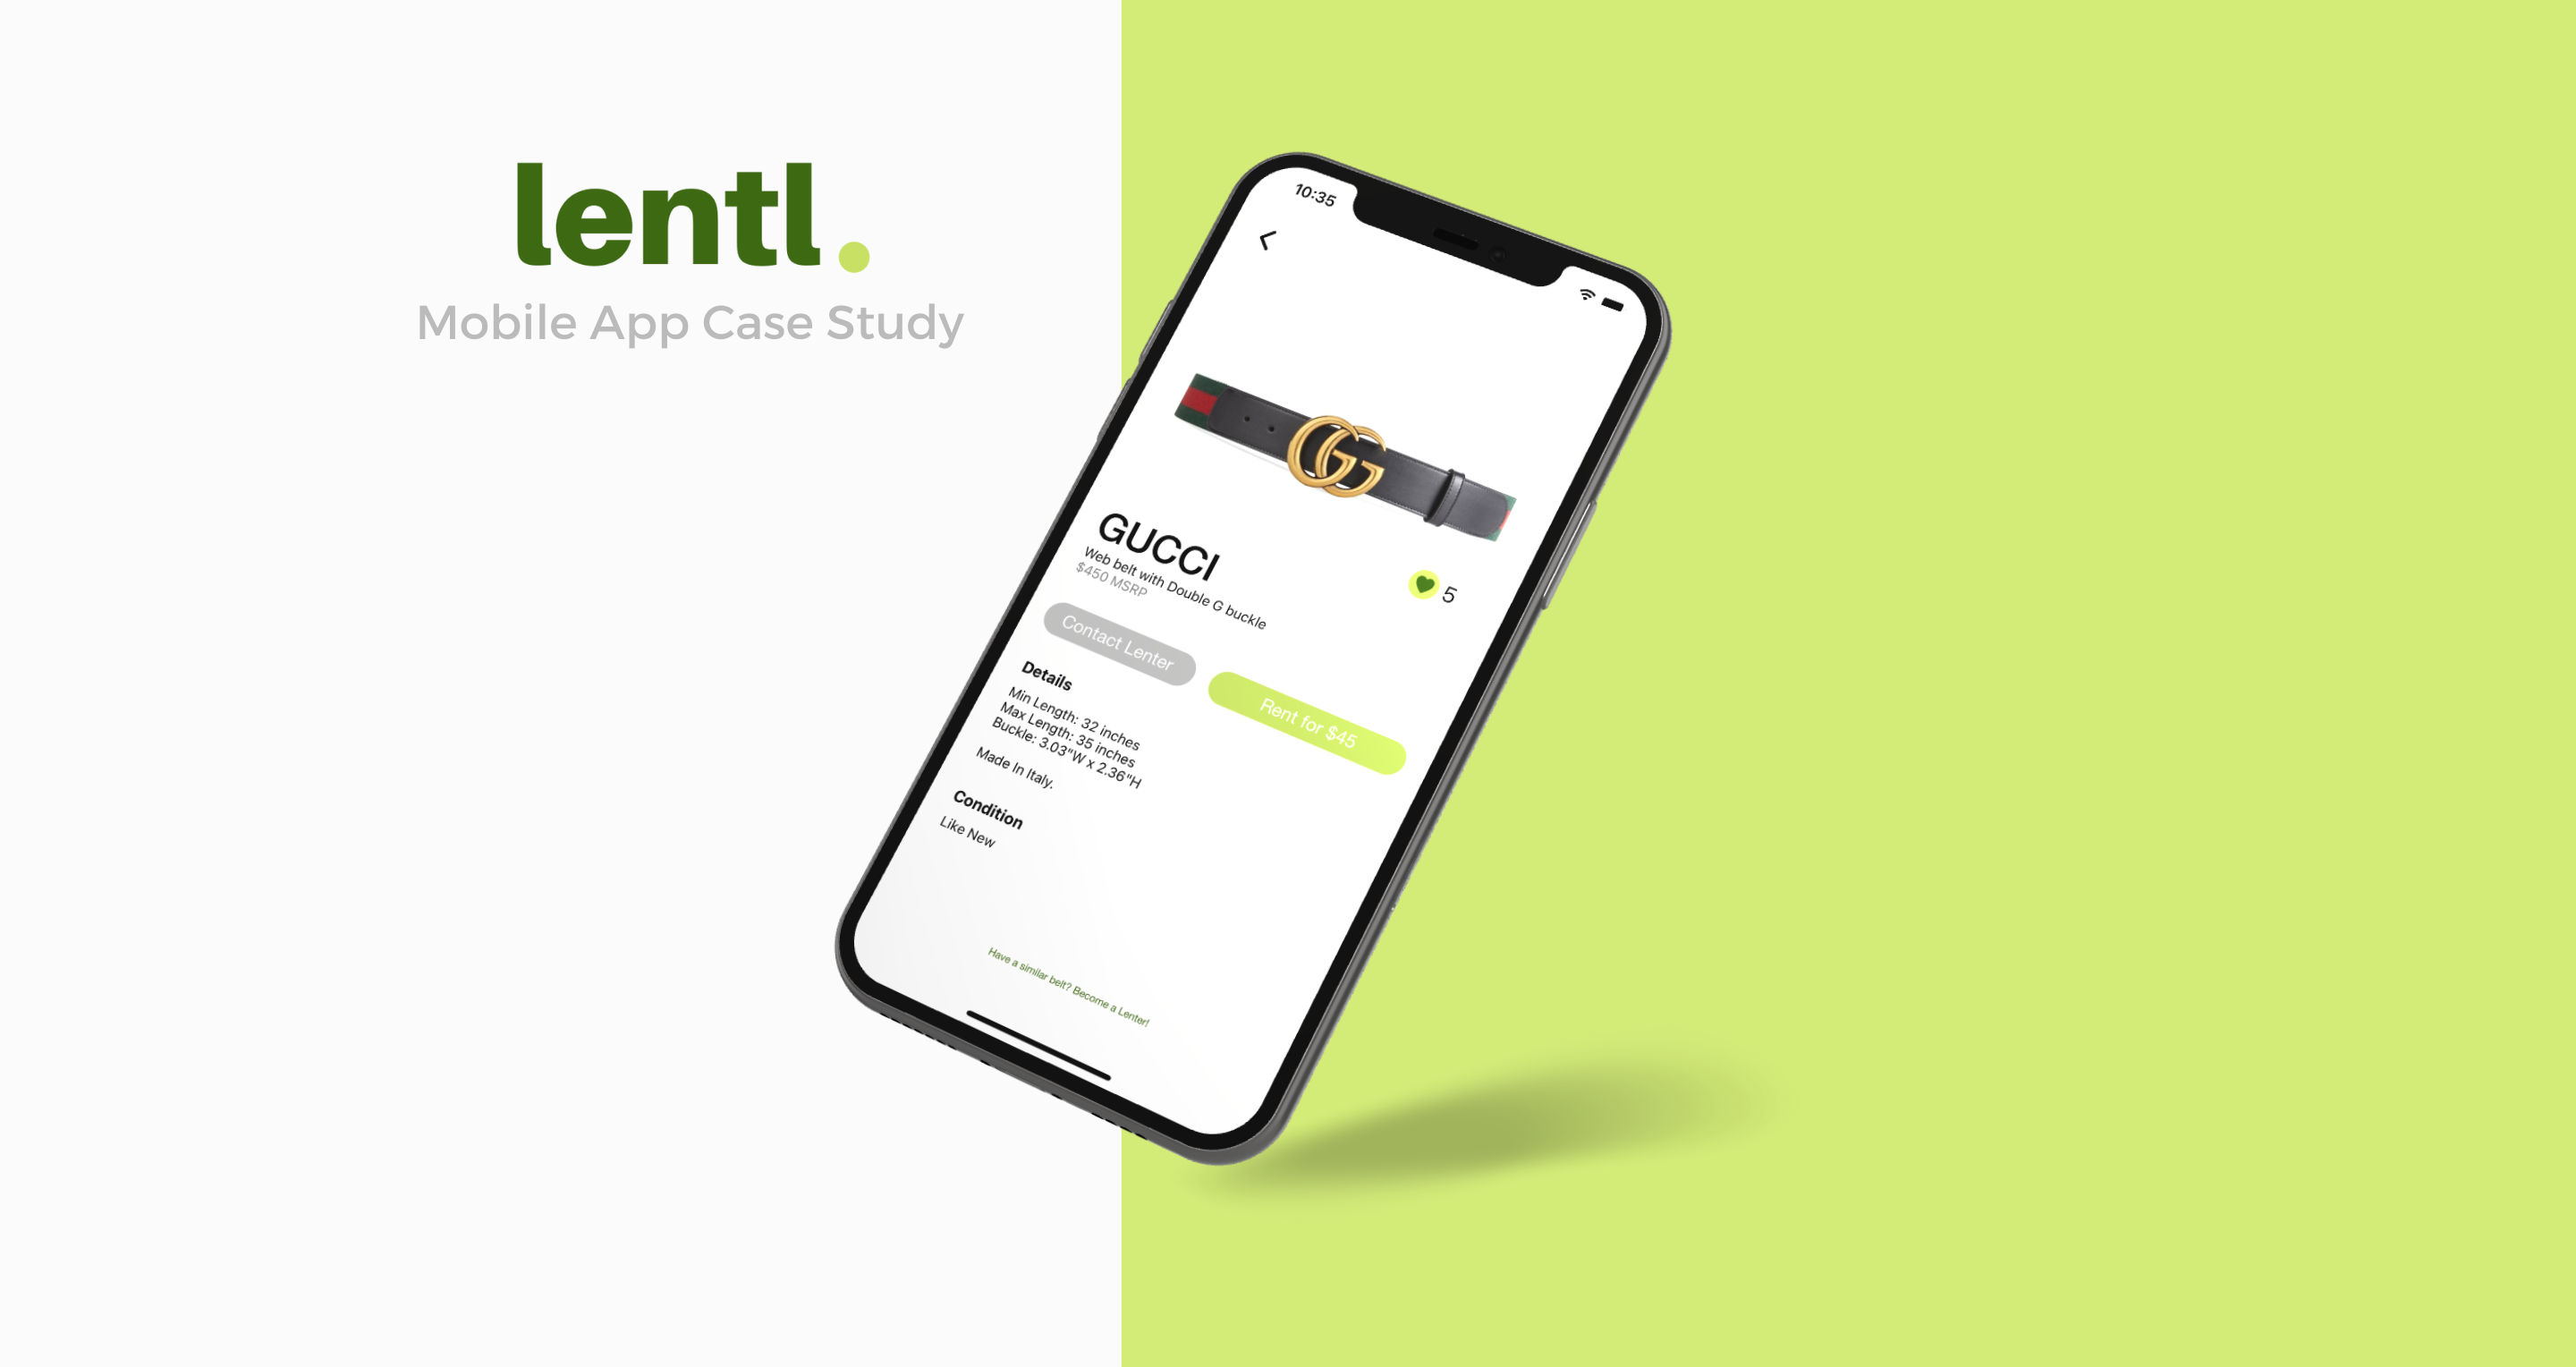 lentl.
Mobile App Case Study
10:35
GUCCI
Web belt with Double G buckle
$450 MSRP
5
Contact Lenter
Rent for $45
Details
Min Length: 32 inches
Max Length: 35 inches
Buckle: 3.03"W x 2.36"H
Made In Italy.
Condition
Like New
Have a similar belt? Become a Lenter!